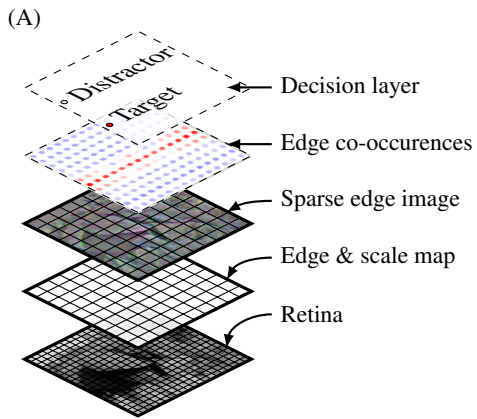 (A)
Distractor
Target
Decision layer
Edge co-occurences
Sparse edge image
Edge & scale map
Retina